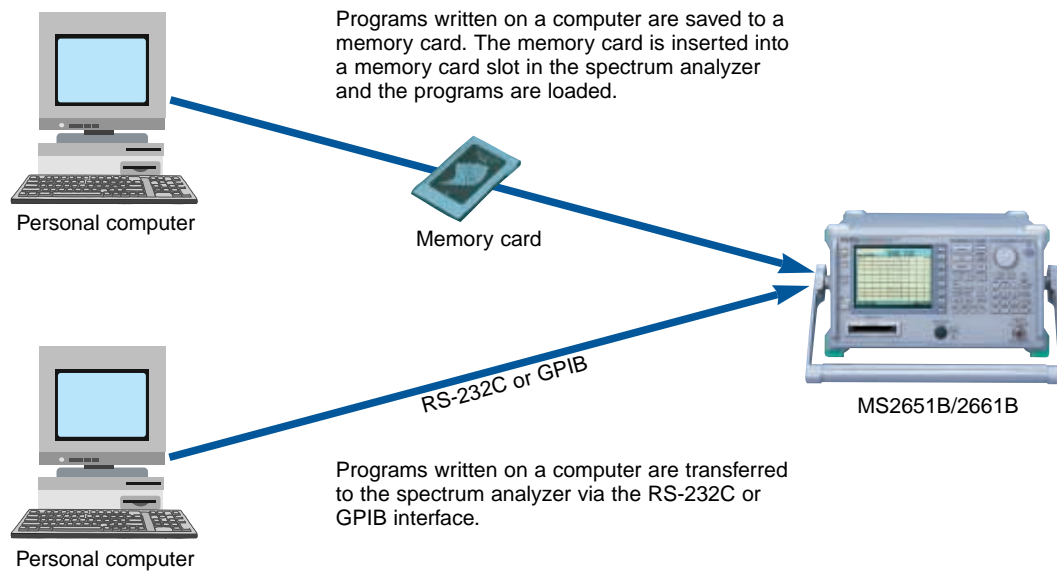 Programs written on a computer are saved to a
memory card. The memory card is inserted into
a memory card slot in the spectrum analyzer
and the programs are loaded.
Personal computer
Memory card
RS-232C or GPIB
MS2651B/2661B
Programs written on a computer are transferred
to the spectrum analyzer via the RS-232C or
GPIB interface.
Personal computer